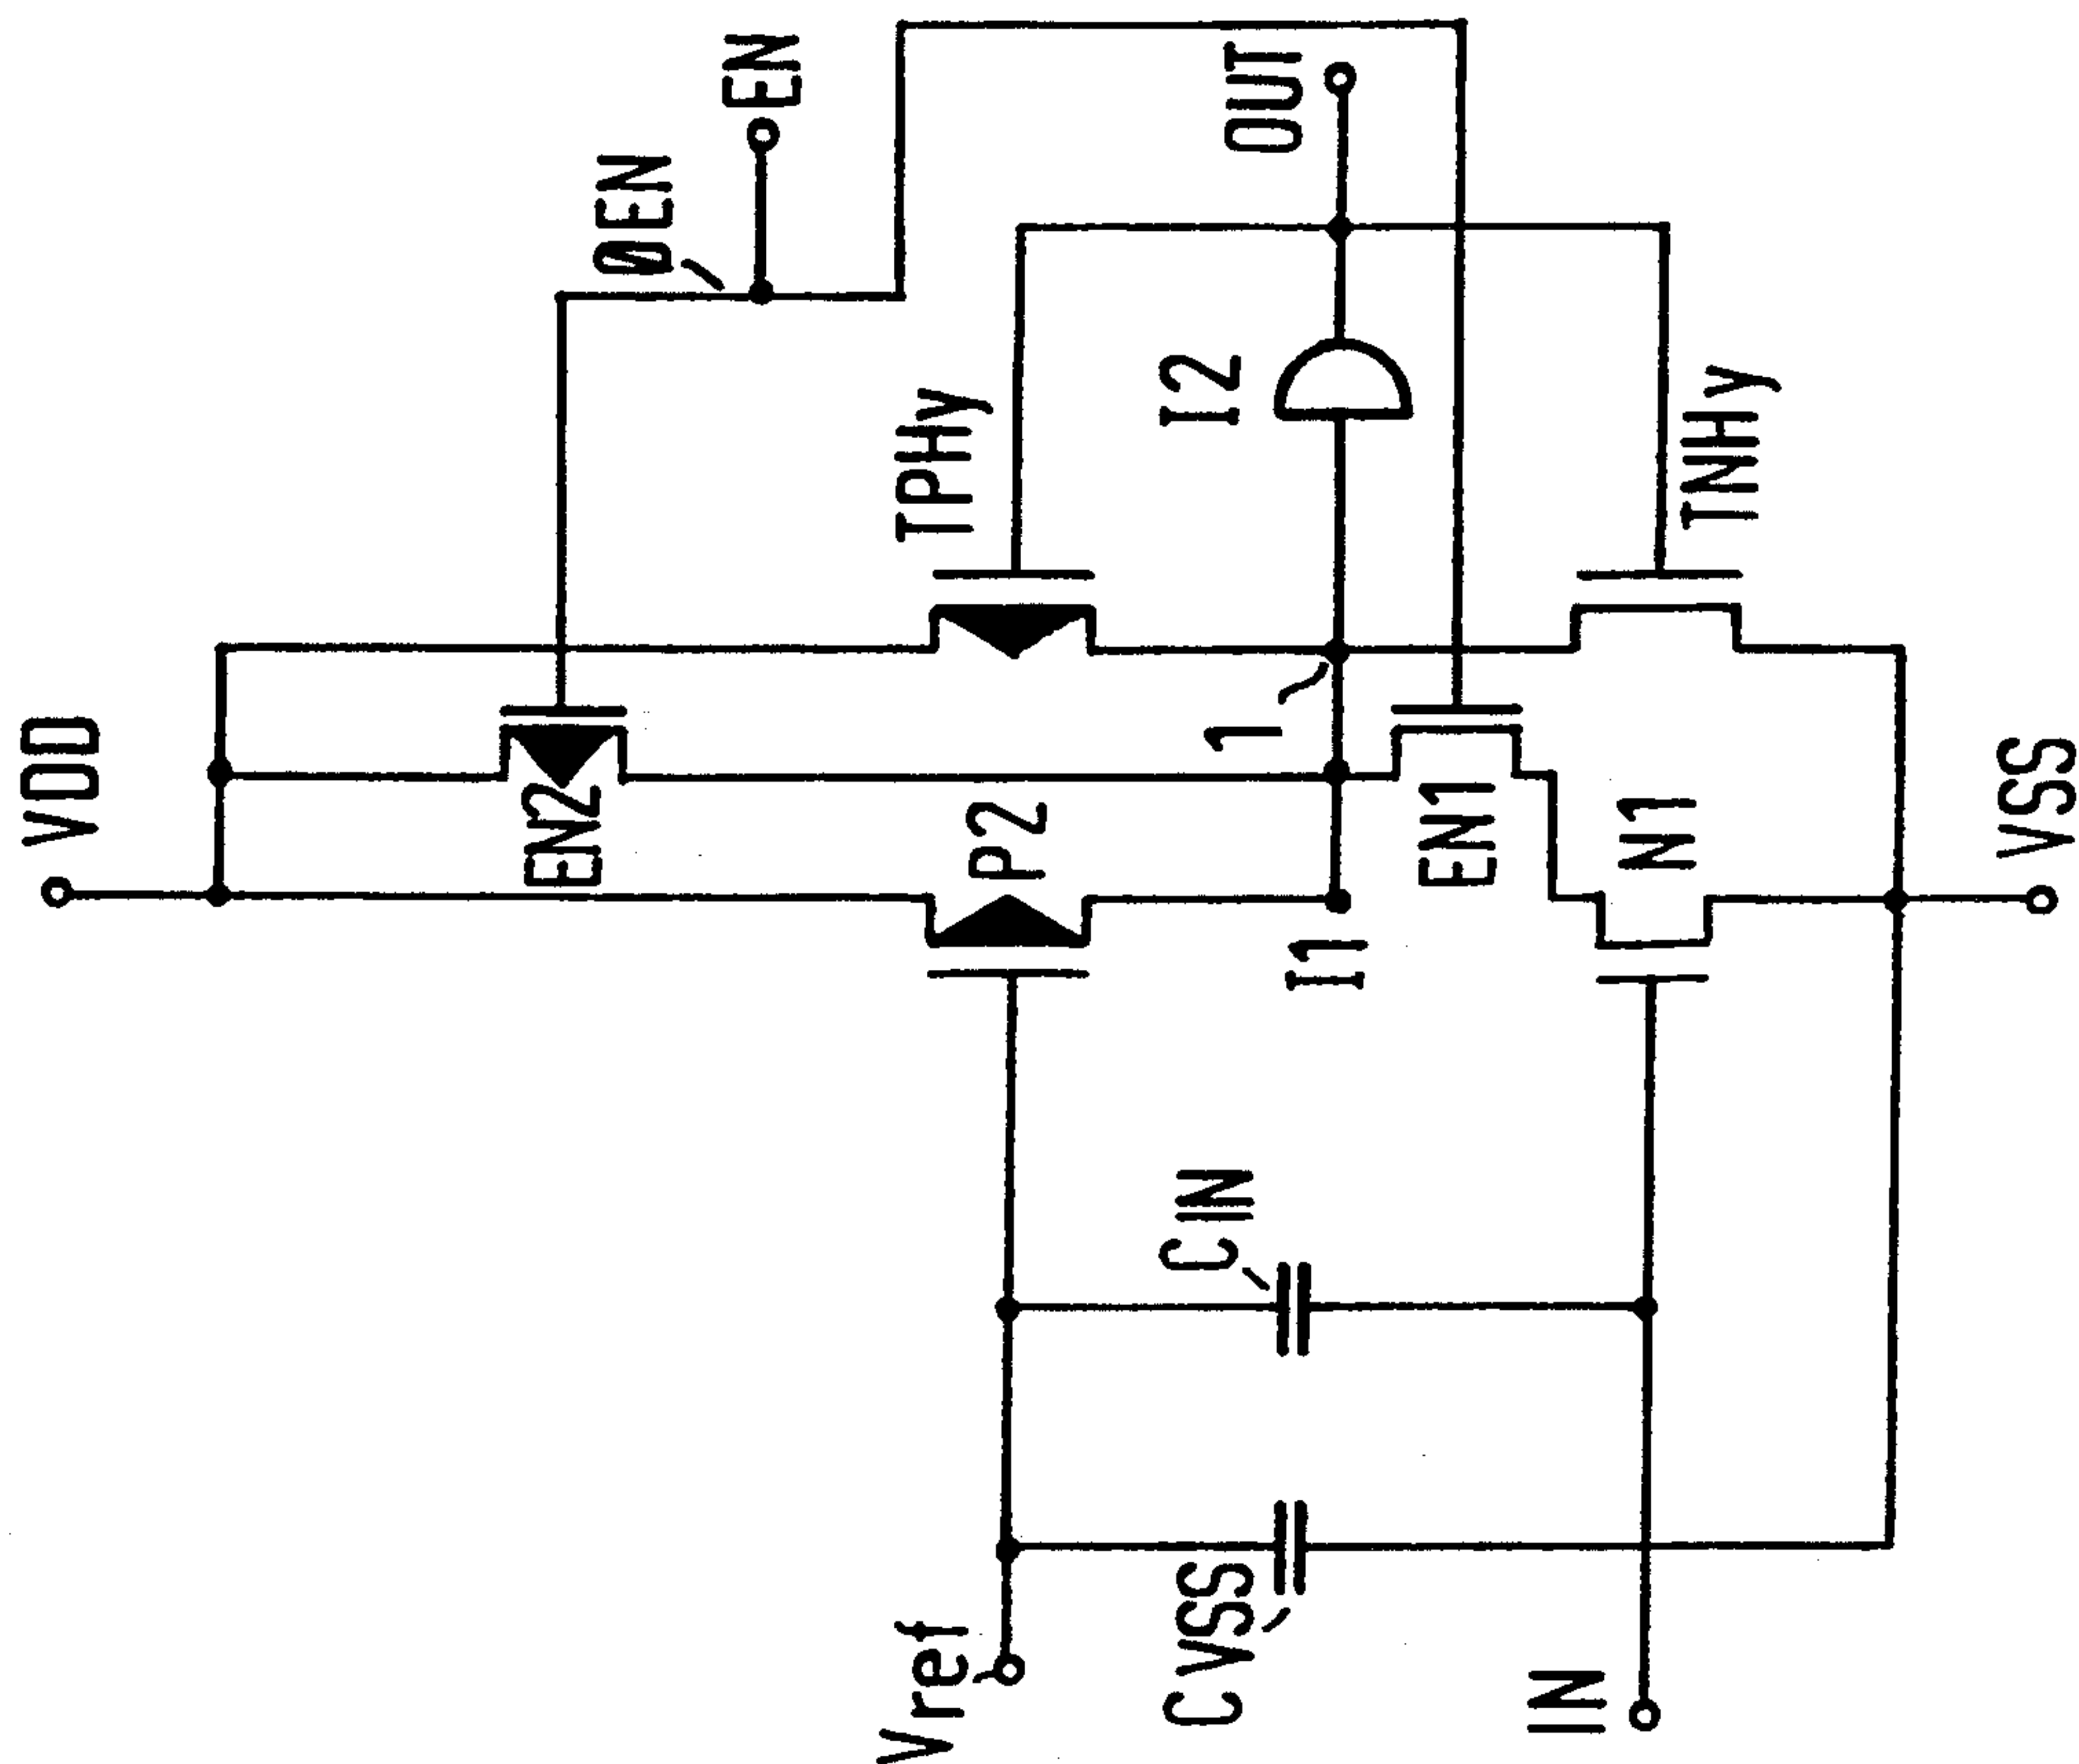 VDD
EN
ØEN
OUT
TPHy
I2
TNHy
EN2
P2
1
EN1
N1
I1
VSS
CIN
CVSS
Vref
IN